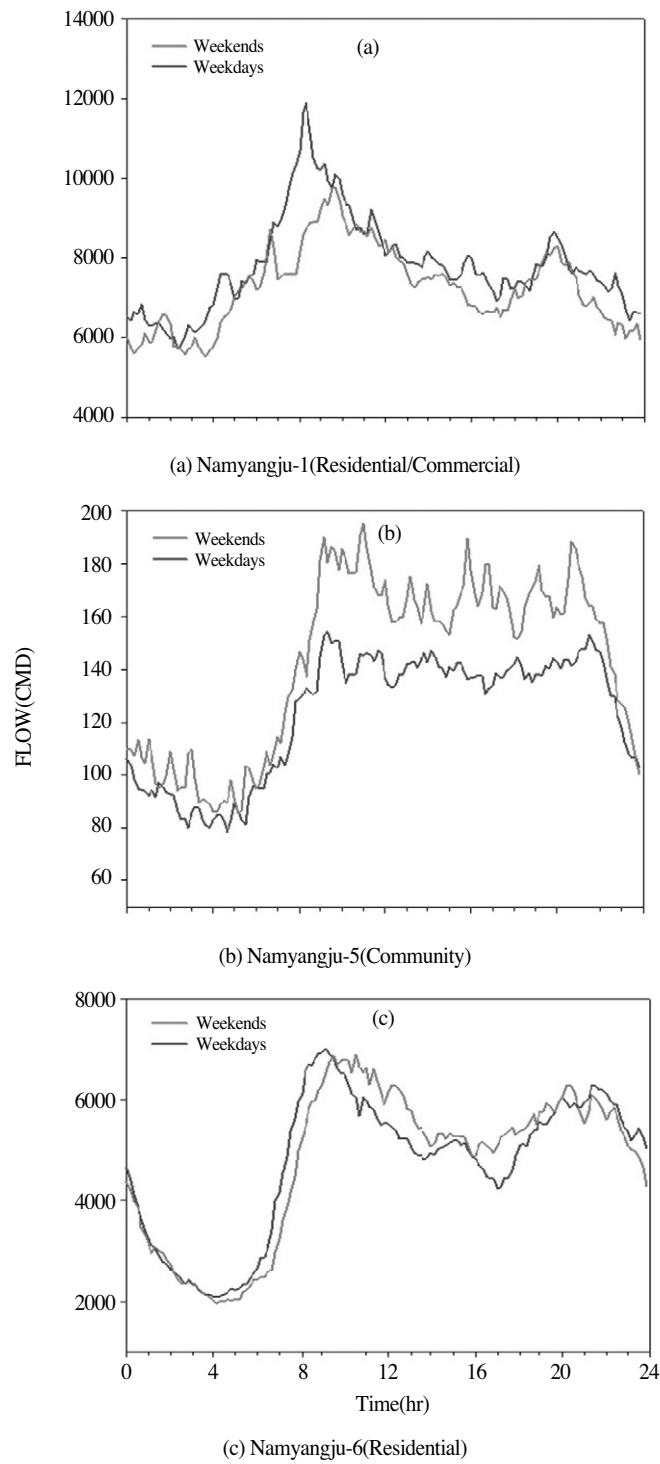 14000
(a)
Weekends
Weekdays
12000
10000
8000
6000
4000
(a) Namyangju-1(Residential/Commercial)
200
(b)
Weekends
Weekdays
180
160
140
120
100
80
60
FLOW(CMD)
(b) Namyangju-5(Community)
8000
(c)
Weekends
Weekdays
6000
4000
2000
0 4 8 12 16 20 24
Time(hr)
(c) Namyangju-6(Residential)